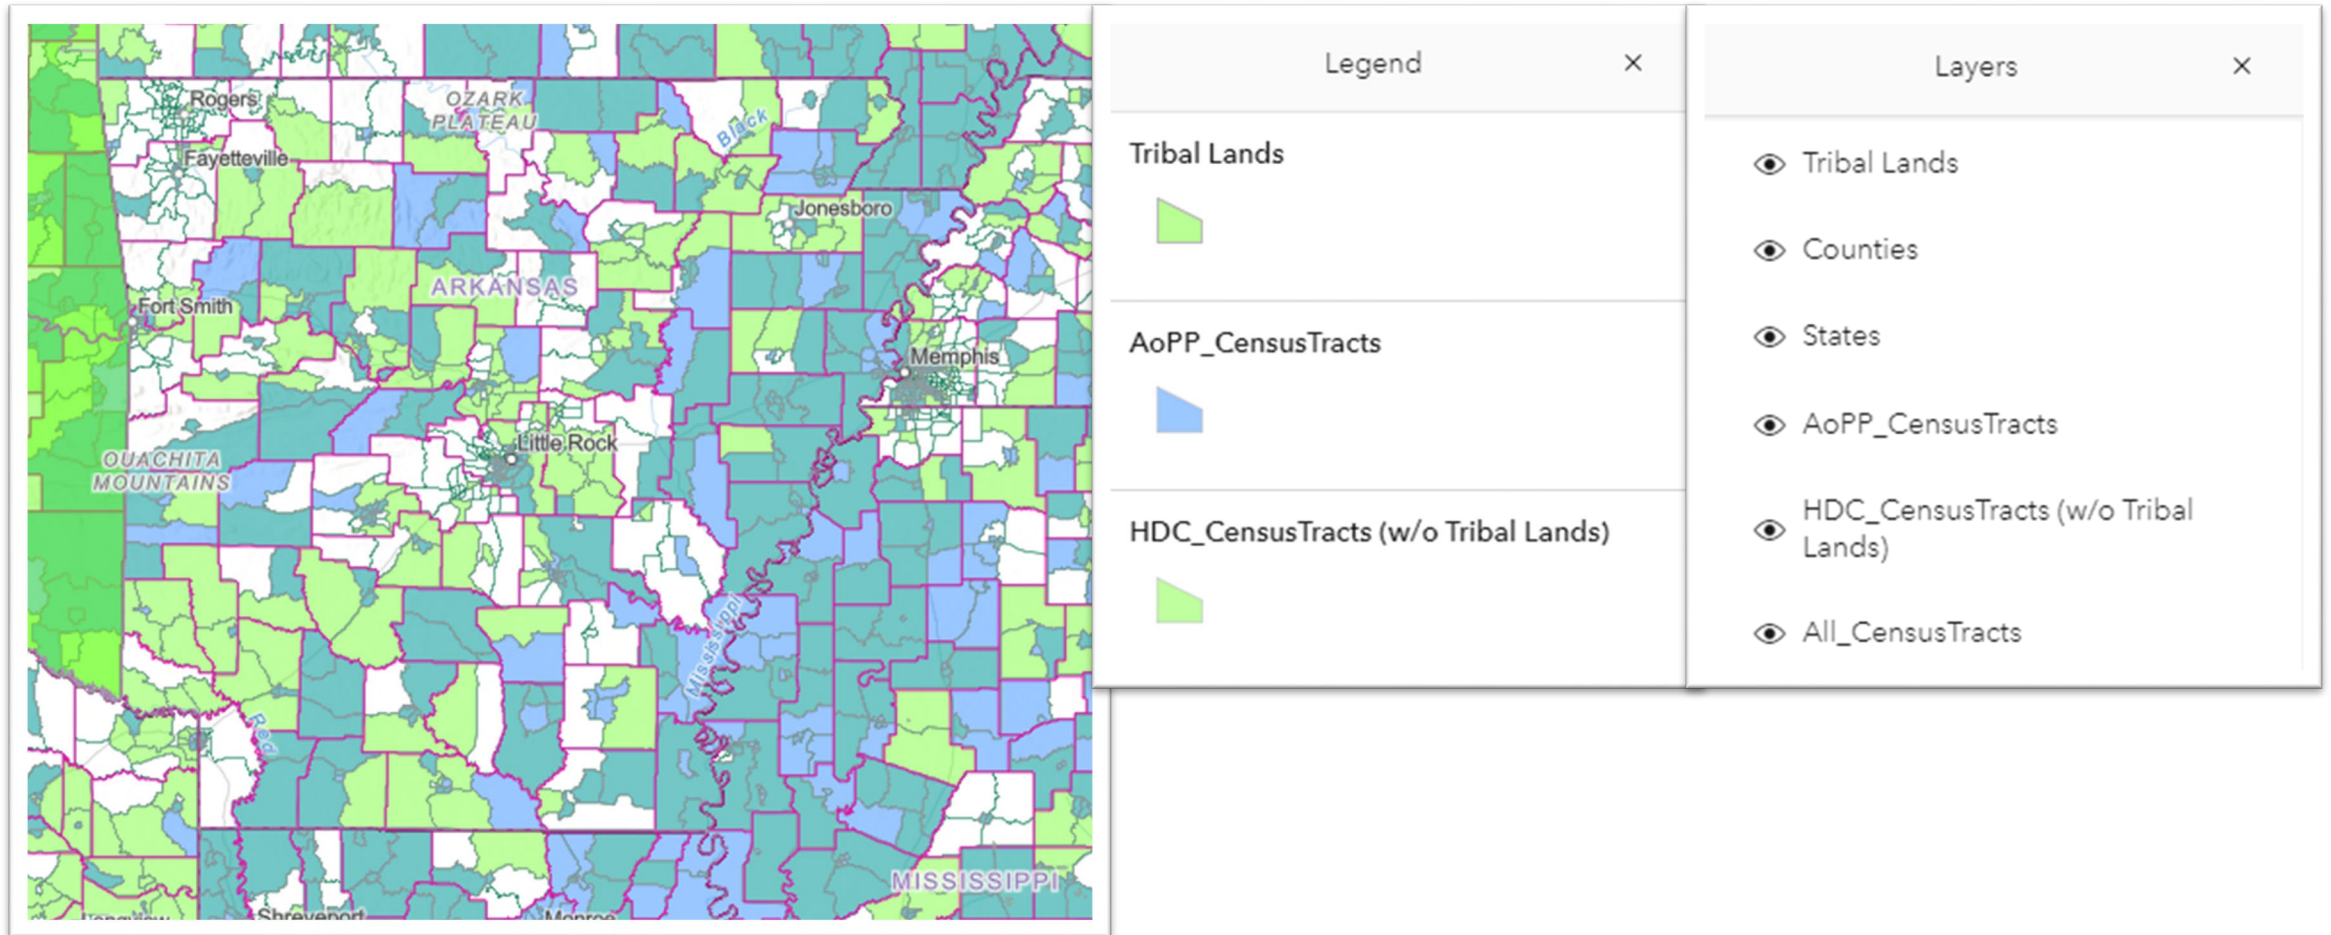 Rogers
OZARK
PLATEAU
Black
Fayetteville
Jonesboro
ARKANSAS
Fort Smith
Memphis
Little Rock
OUACHITA
MOUNTAINS
Mississippi
Red
MISSISSIPPI
Longview
Shreveport
Monroe
Legend ×
Tribal Lands
AoPP_CensusTracts
HDC_CensusTracts (w/o Tribal Lands)
Layers ×
Tribal Lands
Counties
States
AoPP_CensusTracts
HDC_CensusTracts (w/o Tribal
Lands)
All_CensusTracts